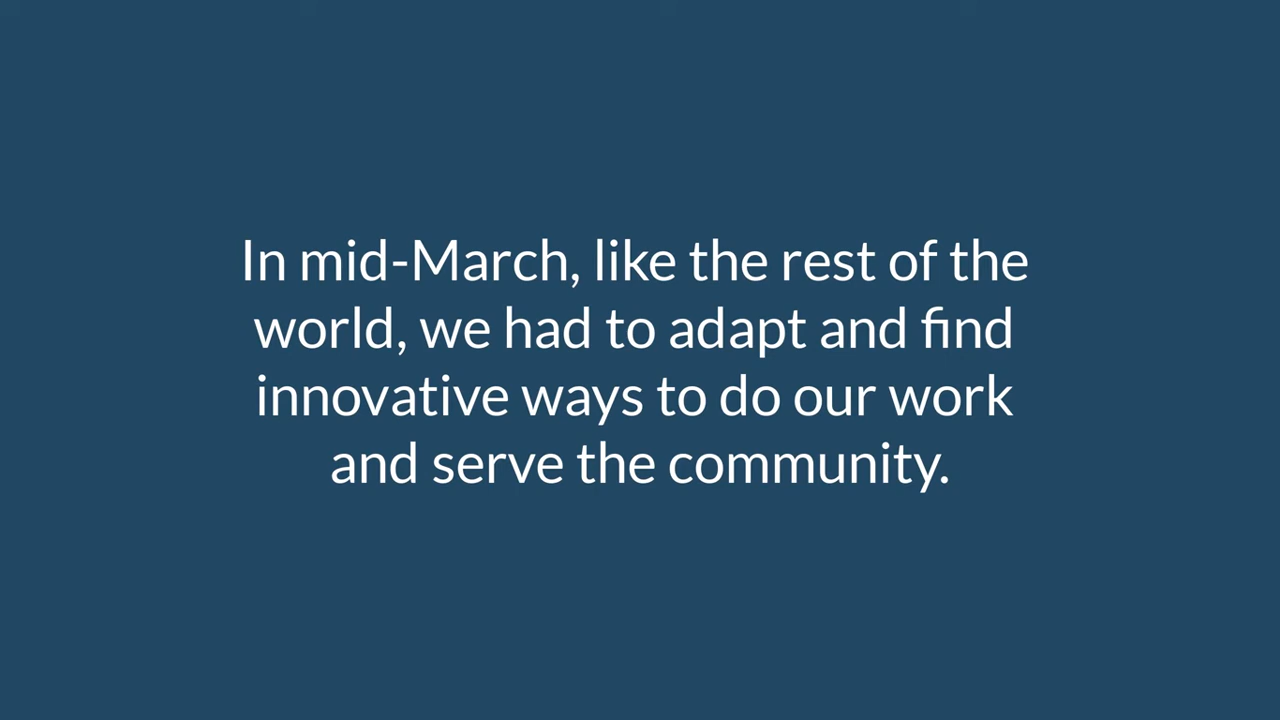 In mid-March, like the rest of the
world, we had to adapt and find
innovative ways to do our work
and serve the community.